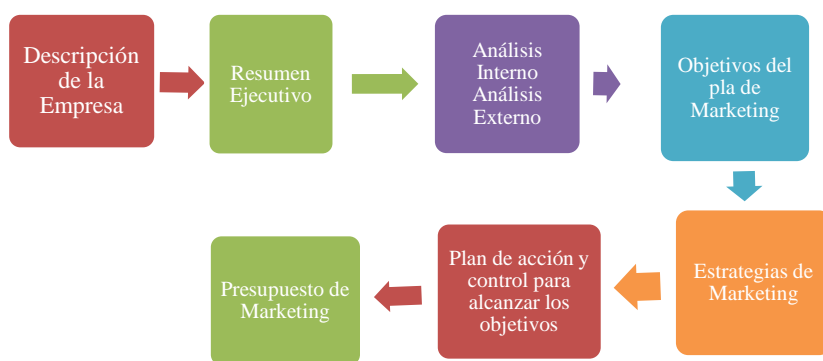 Descripción
de la
Empresa
Resumen
Ejecutivo
Análisis
Interno
Análisis
Externo
Objetivos del
pla de
Marketing
Estrategias de
Marketing
Plan de acción y
control para
alcanzar los
objetivos
Presupuesto de
Marketing